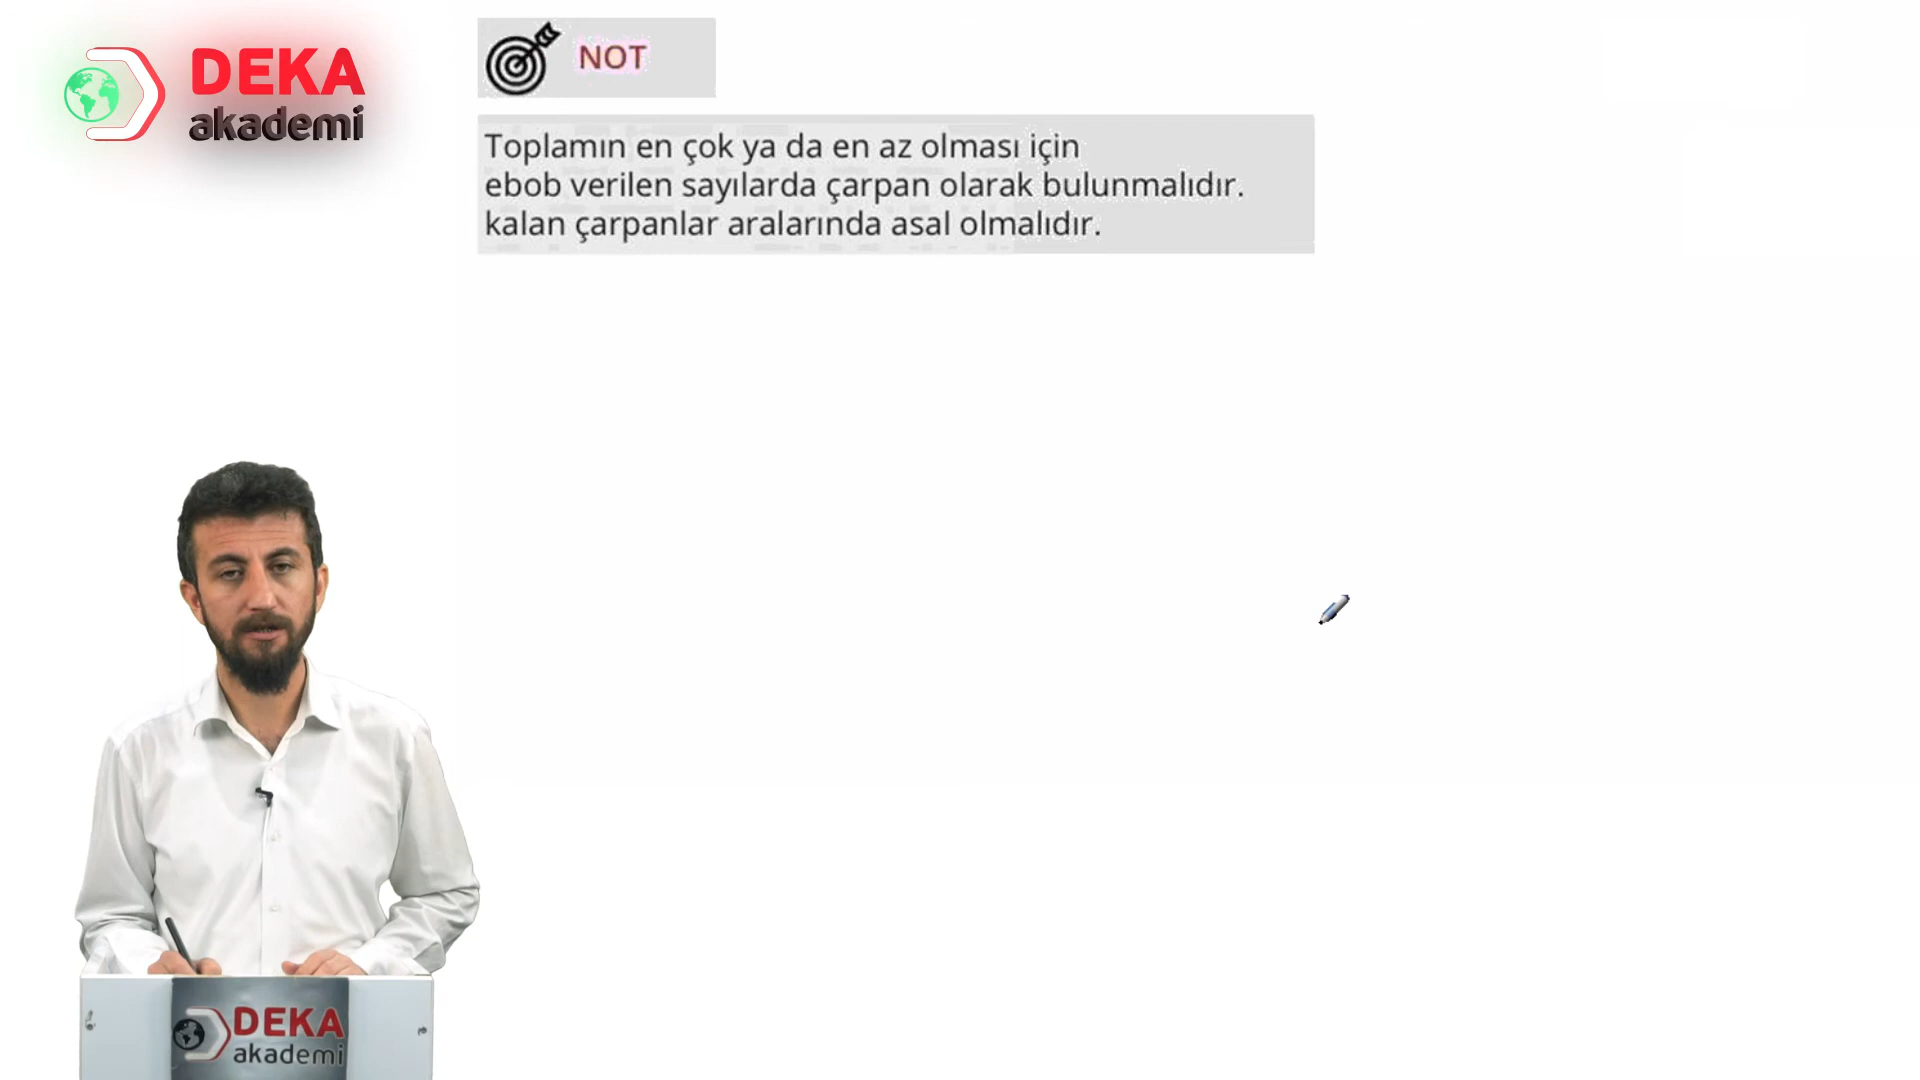 DEKA
akademi
NOT
Toplamın en çok ya da en az olması için
ebob verilen sayılarda çarpan olarak bulunmalıdır.
kalan çarpanlar aralarında asal olmalıdır.
DEKA
akademi